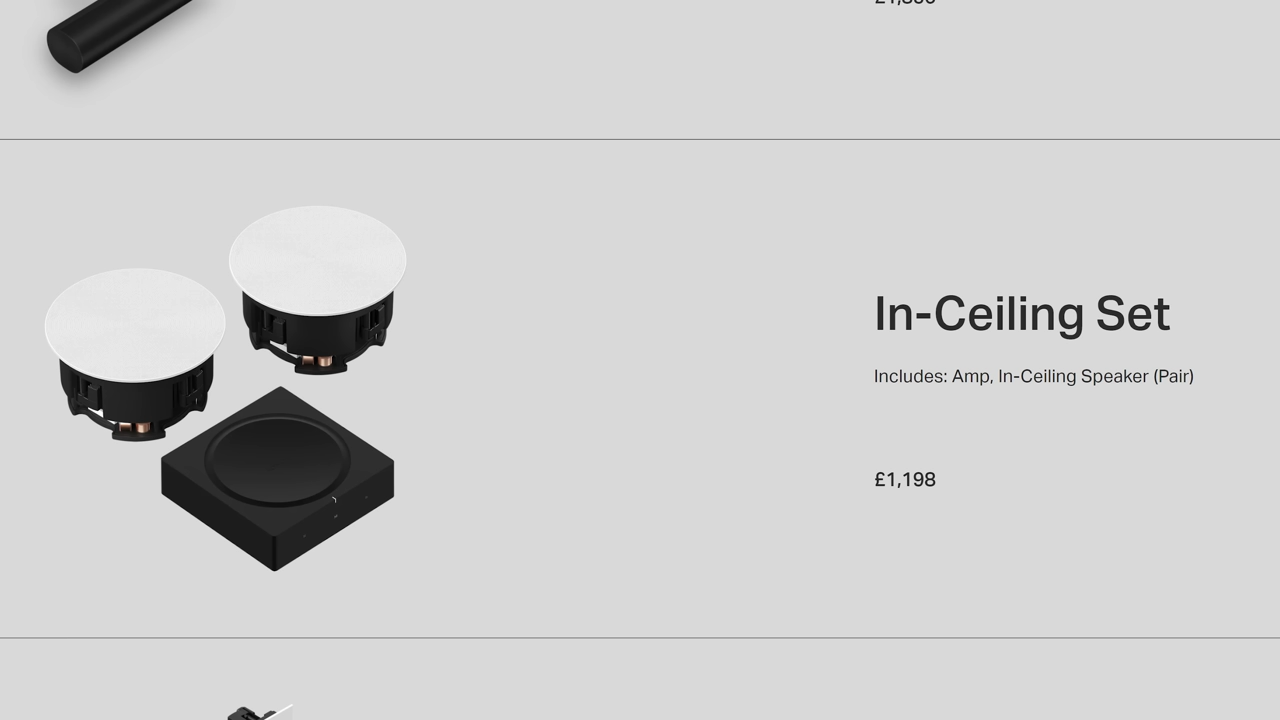 In-Ceiling Set
Includes: Amp, In-Ceiling Speaker (Pair)
£1,198